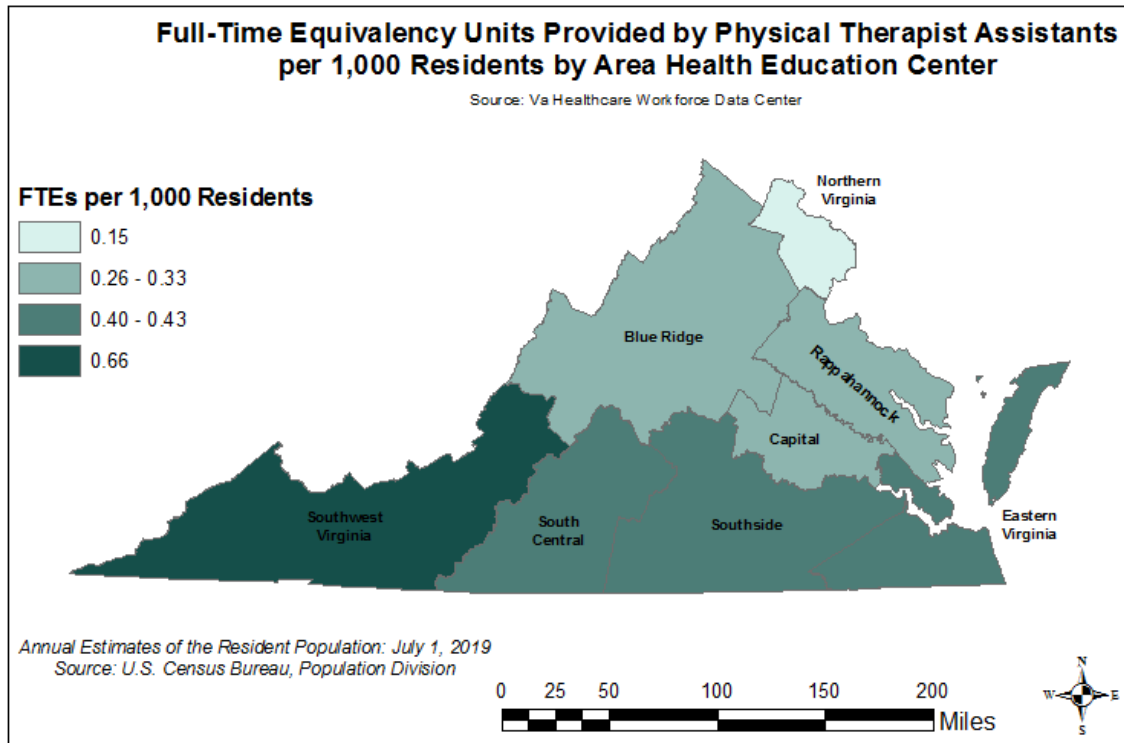 Full-Time Equivalency Units Provided by Physical Therapist Assistants
per 1,000 Residents by Area Health Education Center
Source: Va Healthcare Workforce Data Center
FTEs per 1,000 Residents
0.15
0.26 - 0.33
0.40 - 0.43
0.66
Northern
Virginia
Blue Ridge
Rappahannock
Capital
Southwest
Virginia
South
Central
Southside
Eastern
Virginia
Annual Estimates of the Resident Population: July 1, 2019
Source: U.S. Census Bureau, Population Division
0 25 50 100 150 200
Miles
N
W E
S